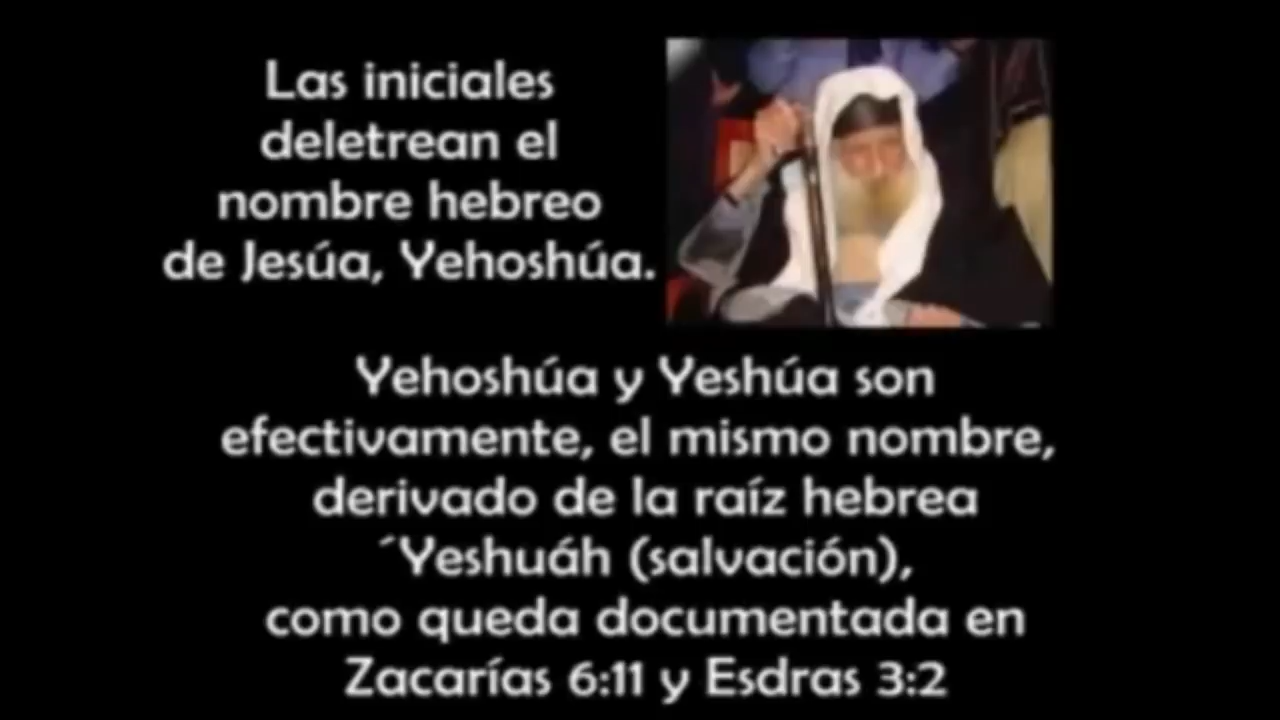 Las iniciales
deletrean el
nombre hebreo
de Jesúa, Yehoshúa.
Yehoshúa y Yeshúa son
efectivamente, el mismo nombre,
derivado de la raíz hebrea
´Yeshuáh (salvación),
como queda documentada en
Zacarías 6:11 y Esdras 3:2